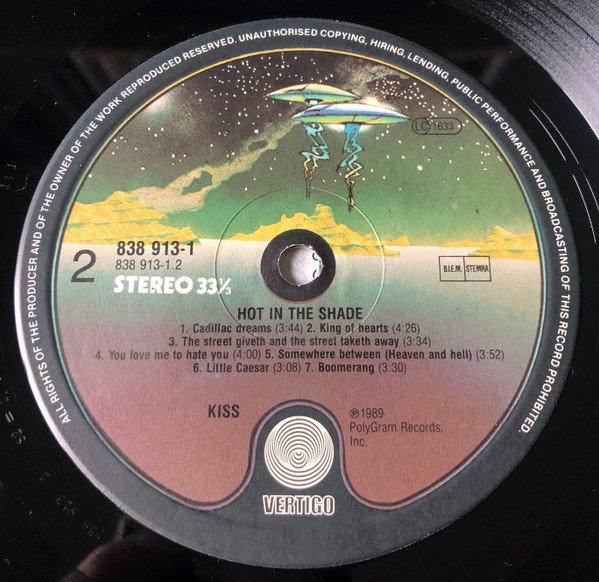 ALL RIGHTS OF THE PRODUCER AND OF THE OWNER OF THE WORK REPRODUCED RESERVED. UNAUTHORISED COPYING, HIRING, LENDING, PUBLIC PERFORMANCE AND BROADCASTING OF THIS RECORD PROHIBITED.
LC 1633
2
838 913-1
838 913-1.2
STEREO 33⅓
B.I.E.M. STEMRA
HOT IN THE SHADE
1. Cadillac dreams (3:44) 2. King of hearts (4:26)
3. The street giveth and the street taketh away (3:34)
4. You love me to hate you (4:00) 5. Somewhere between (Heaven and hell) (3:52)
6. Little Caesar (3:08) 7. Boomerang (3:30)
KISS
℗1989
PolyGram Records,
Inc.
VERTIGO